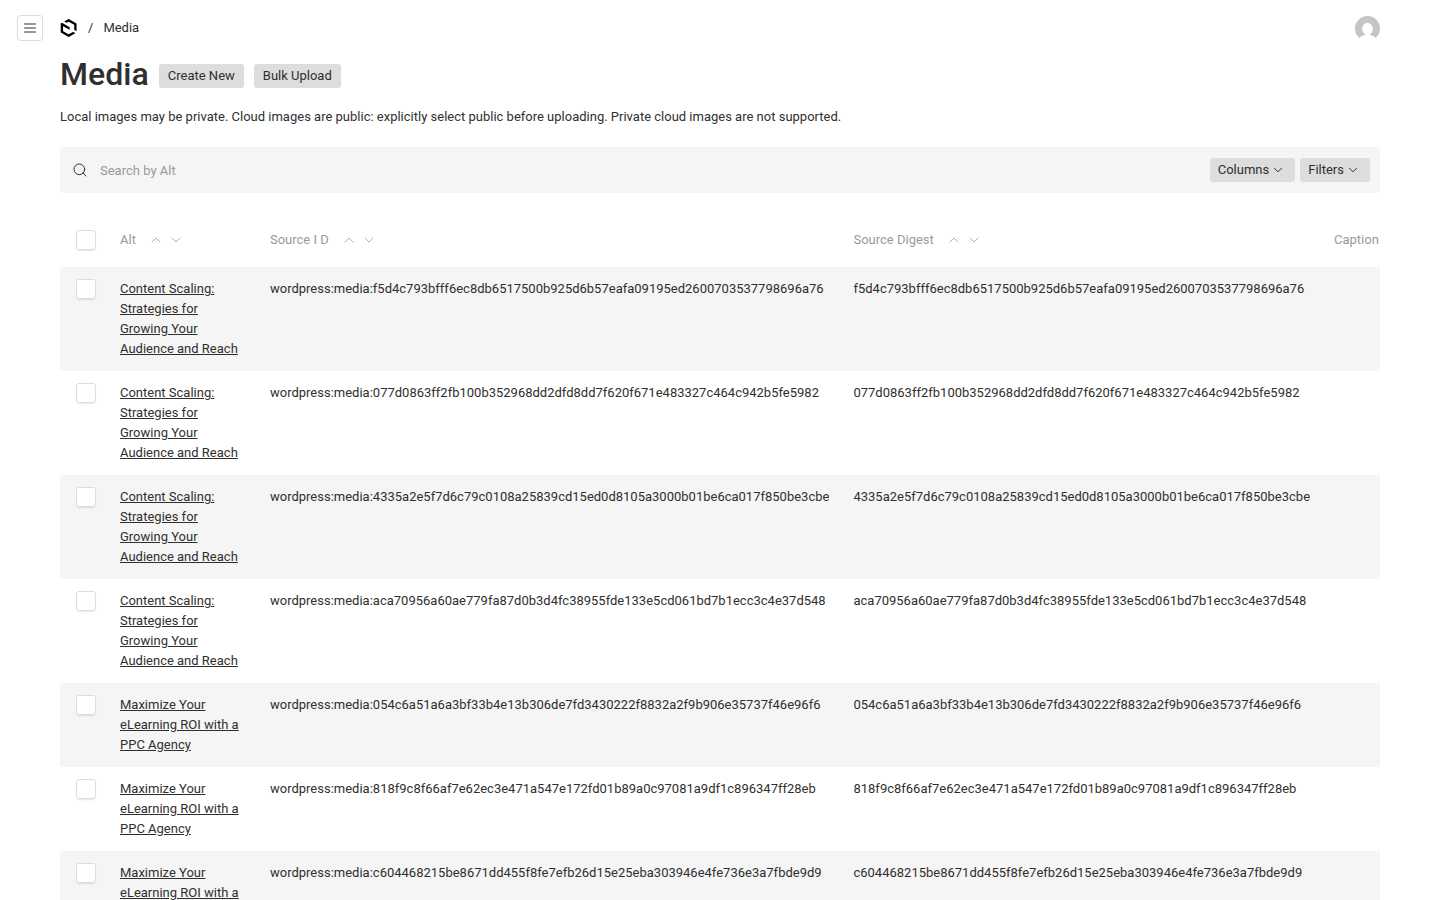 / Media
Media Create New Bulk Upload
Local images may be private. Cloud images are public: explicitly select public before uploading. Private cloud images are not supported.
Search by Alt Columns Filters
Alt Source I D Source Digest Caption
Content Scaling: wordpress:media:f5d4c793bfff6ec8db6517500b925d6b57eafa09195ed2600703537798696a76 f5d4c793bfff6ec8db6517500b925d6b57eafa09195ed2600703537798696a76
Strategies for
Growing Your
Audience and Reach
Content Scaling: wordpress:media:077d0863ff2fb100b352968dd2dfd8dd7f620f671e483327c464c942b5fe5982 077d0863ff2fb100b352968dd2dfd8dd7f620f671e483327c464c942b5fe5982
Strategies for
Growing Your
Audience and Reach
Content Scaling: wordpress:media:4335a2e5f7d6c79c0108a25839cd15ed0d8105a3000b01be6ca017f850be3cbe 4335a2e5f7d6c79c0108a25839cd15ed0d8105a3000b01be6ca017f850be3cbe
Strategies for
Growing Your
Audience and Reach
Content Scaling: wordpress:media:aca70956a60ae779fa87d0b3d4fc38955fde133e5cd061bd7b1ecc3c4e37d548 aca70956a60ae779fa87d0b3d4fc38955fde133e5cd061bd7b1ecc3c4e37d548
Strategies for
Growing Your
Audience and Reach
Maximize Your wordpress:media:054c6a51a6a3bf33b4e13b306de7fd3430222f8832a2f9b906e35737f46e96f6 054c6a51a6a3bf33b4e13b306de7fd3430222f8832a2f9b906e35737f46e96f6
eLearning ROI with a
PPC Agency
Maximize Your wordpress:media:818f9c8f66af7e62ec3e471a547e172fd01b89a0c97081a9df1c896347ff28eb 818f9c8f66af7e62ec3e471a547e172fd01b89a0c97081a9df1c896347ff28eb
eLearning ROI with a
PPC Agency
Maximize Your wordpress:media:c604468215be8671dd455f8fe7efb26d15e25eba303946e4fe736e3a7fbde9d9 c604468215be8671dd455f8fe7efb26d15e25eba303946e4fe736e3a7fbde9d9
eLearning ROI with a